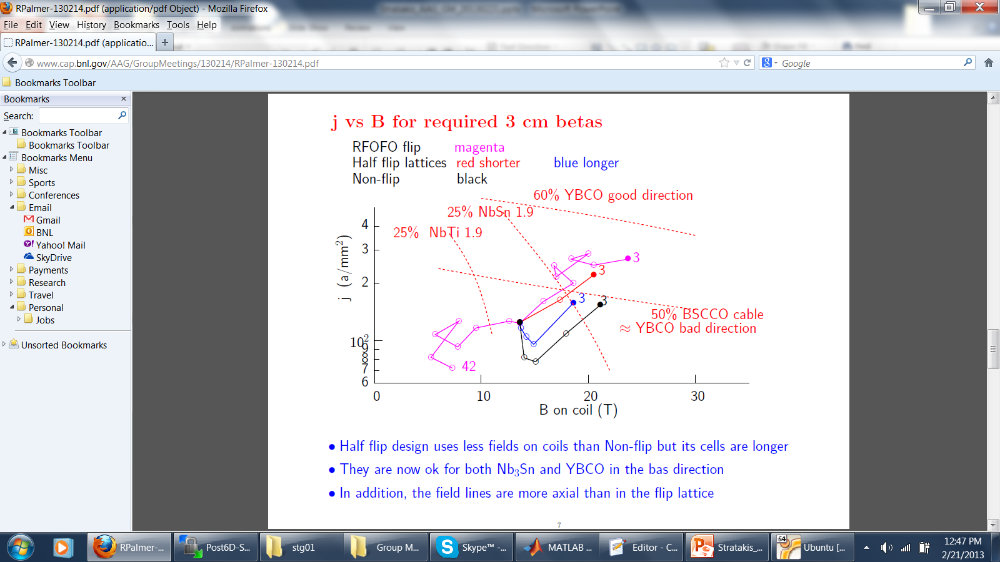 RPalmer-130214.pdf (application/pdf Object) - Mozilla Firefox
File Edit View History Bookmarks Tools Help
RPalmer-130214.pdf (applicatio... +
www.cap.bnl.gov/AAG/GroupMeetings/130214/RPalmer-130214.pdf
Google
Bookmarks Toolbar
Bookmarks
Search:
Bookmarks Toolbar
Bookmarks Toolbar
Bookmarks Menu
Misc
Sports
Conferences
Email
Gmail
BNL
Yahoo! Mail
SkyDrive
Payments
Research
Travel
Personal
Jobs
Unsorted Bookmarks
j vs B for required 3 cm betas
RFOFO flip magenta
Half flip lattices red shorter blue longer
Non-flip black
60% YBCO good direction
25% NbSn 1.9
25% NbTi 1.9
j (a/mm²)
4
3
2
10²
9
8
7
6
3
3
3
3
42
50% BSCCO cable
≈ YBCO bad direction
0 10 20 30
B on coil (T)
• Half flip design uses less fields on coils than Non-flip but its cells are longer
• They are now ok for both Nb₃Sn and YBCO in the bas direction
• In addition, the field lines are more axial than in the flip lattice
7
RPalmer-... Post6D-S... stg01 Group M... Skype™ -... MATLAB ... Editor - C... Stratakis_... 64 Ubuntu [...
12:47 PM
2/21/2013